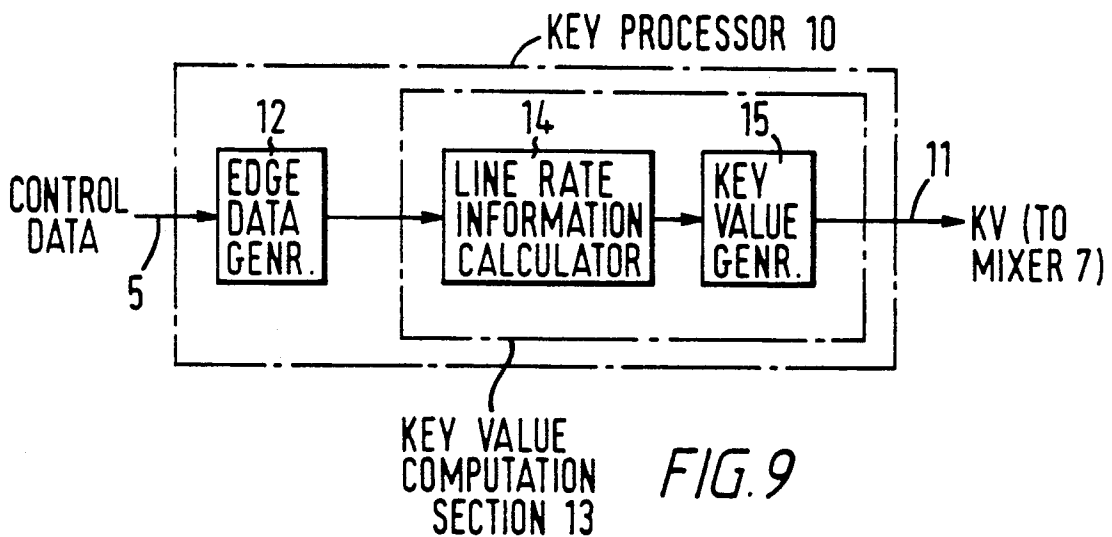 KEY PROCESSOR 10
12
14
15
11
CONTROL
DATA
5
EDGE
DATA
GENR.
LINE RATE
INFORMATION
CALCULATOR
KEY
VALUE
GENR.
KV (TO
MIXER 7)
KEY VALUE
COMPUTATION
SECTION 13
FIG. 9